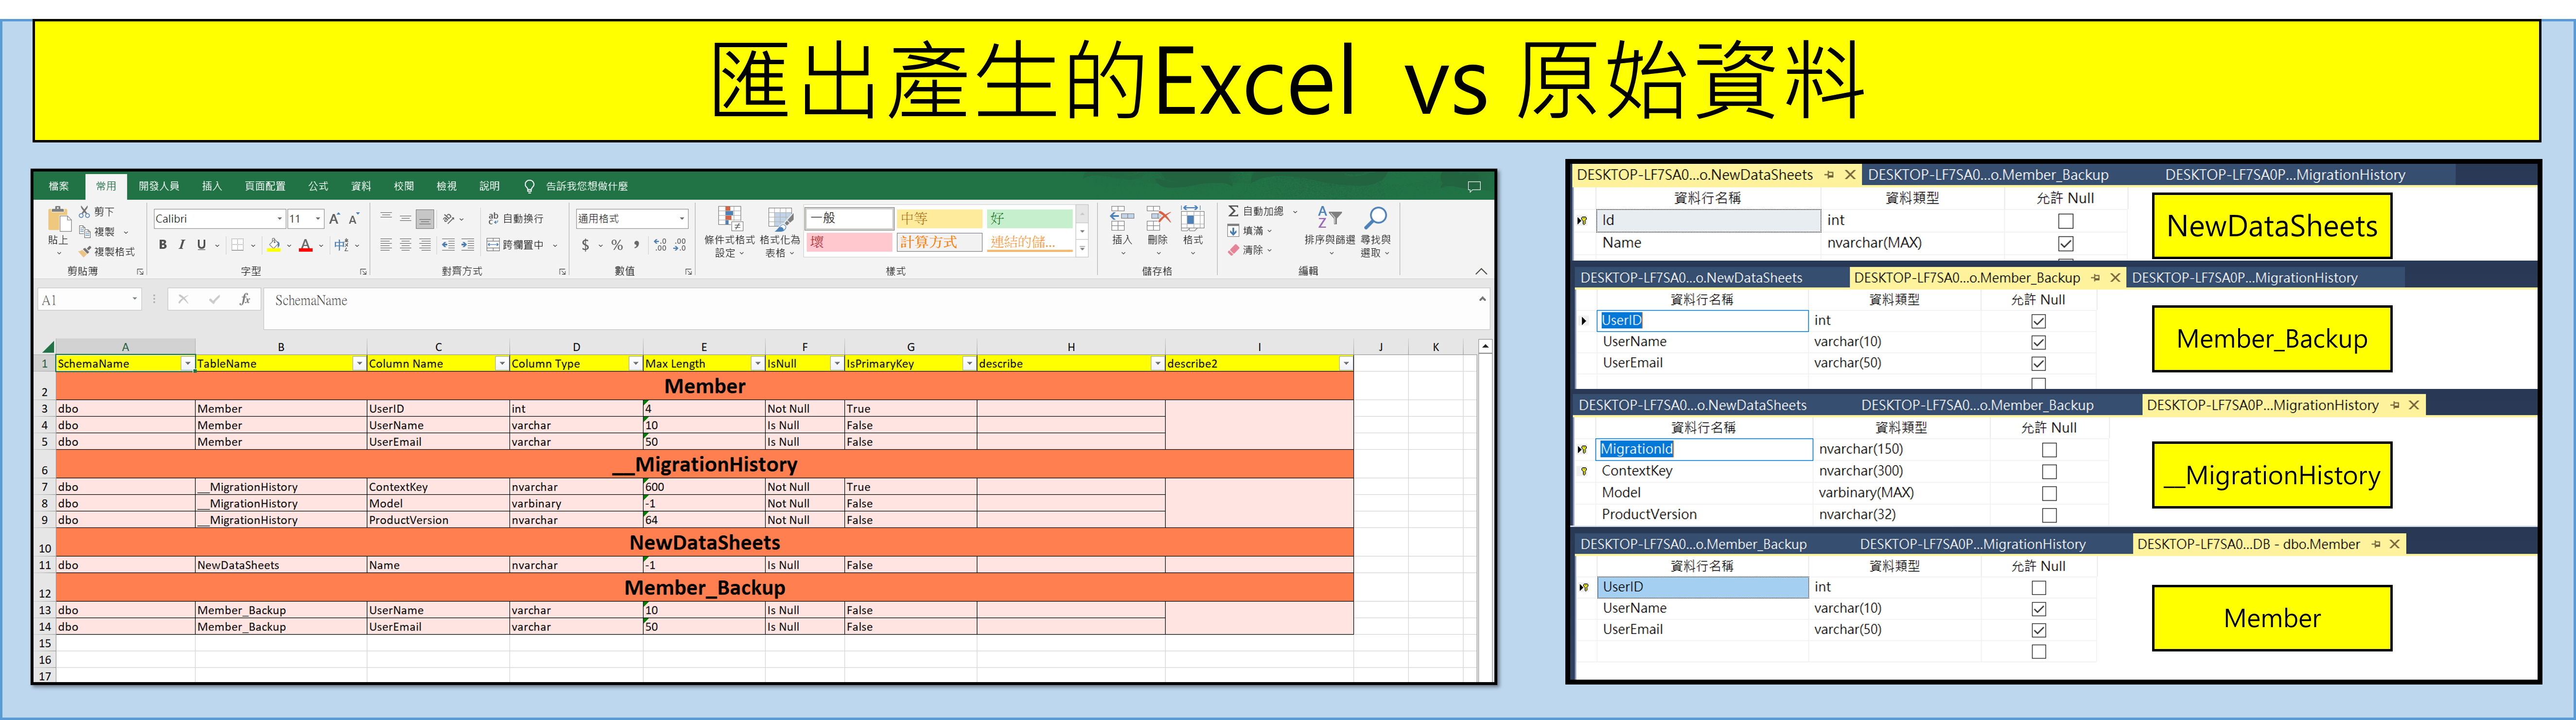 匯出產生的Excel vs 原始資料
檔案 常用 開發人員 插入 頁面配置 公式 資料 校閱 檢視 說明 告訴我您想做什麼
貼上 剪下 複製 複製格式 剪貼簿
Calibri 11 B I U 字型
自動換行 跨欄置中 對齊方式
通用格式 $ % 數值
條件式格式設定 格式化為表格 一般 中等 好 壞 計算方式 連結的儲... 樣式
插入 刪除 格式 儲存格
自動加總 填滿 清除 排序與篩選 尋找與選取 編輯
A1 fx SchemaName
A B C D E F G H I J K
1 SchemaName TableName Column Name Column Type Max Length IsNull IsPrimaryKey describe describe2
2 Member
3 dbo Member UserID int 4 Not Null True
4 dbo Member UserName varchar 10 Is Null False
5 dbo Member UserEmail varchar 50 Is Null False
6 __MigrationHistory
7 dbo __MigrationHistory ContextKey nvarchar 600 Not Null True
8 dbo __MigrationHistory Model varbinary -1 Not Null False
9 dbo __MigrationHistory ProductVersion nvarchar 64 Not Null False
10 NewDataSheets
11 dbo NewDataSheets Name nvarchar -1 Is Null False
12 Member_Backup
13 dbo Member_Backup UserName varchar 10 Is Null False
14 dbo Member_Backup UserEmail varchar 50 Is Null False
15
16
17
DESKTOP-LF7SA0...o.NewDataSheets DESKTOP-LF7SA0...o.Member_Backup DESKTOP-LF7SA0P...MigrationHistory
資料行名稱 資料類型 允許 Null
Id int
Name nvarchar(MAX)
NewDataSheets
DESKTOP-LF7SA0...o.NewDataSheets DESKTOP-LF7SA0...o.Member_Backup DESKTOP-LF7SA0P...MigrationHistory
資料行名稱 資料類型 允許 Null
UserID int
UserName varchar(10)
UserEmail varchar(50)
Member_Backup
DESKTOP-LF7SA0...o.NewDataSheets DESKTOP-LF7SA0...o.Member_Backup DESKTOP-LF7SA0P...MigrationHistory
資料行名稱 資料類型 允許 Null
MigrationId nvarchar(150)
ContextKey nvarchar(300)
Model varbinary(MAX)
ProductVersion nvarchar(32)
__MigrationHistory
DESKTOP-LF7SA0...o.Member_Backup DESKTOP-LF7SA0P...MigrationHistory DESKTOP-LF7SA0...DB - dbo.Member
資料行名稱 資料類型 允許 Null
UserID int
UserName varchar(10)
UserEmail varchar(50)
Member